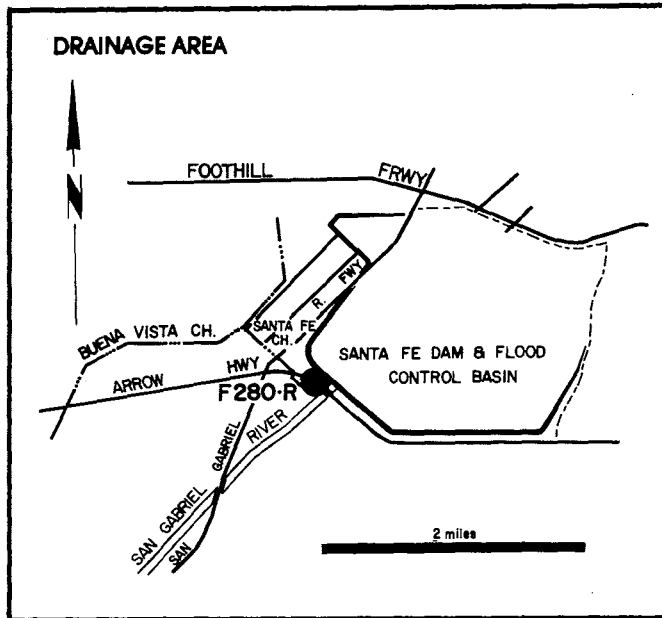 DRAINAGE AREA
N
FOOTHILL FRWY
R. FWY
SANTA FE
CH.
BUENA VISTA CH.
ARROW HWY
F280-R
SANTA FE DAM & FLOOD
CONTROL BASIN
SAN GABRIEL RIVER
SAN GABRIEL
2 miles